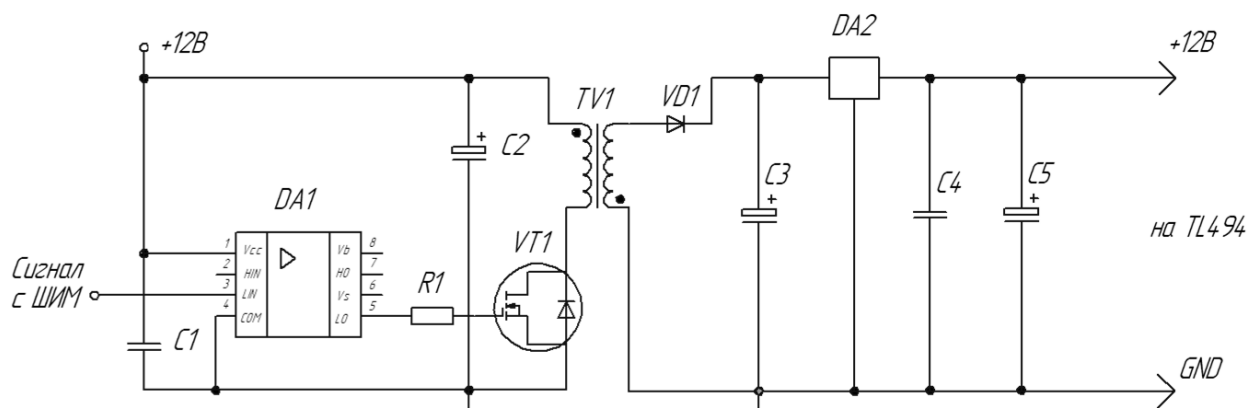 +12В
DA2
+12В
TV1
VD1
+
C2
C3
+
C4
C5
+
DA1
на TL494
1 Vcc Vb 8
2 HIN HO 7
3 LIN Vs 6
4 COM LO 5
VT1
Сигнал
с ШИМ
R1
C1
GND